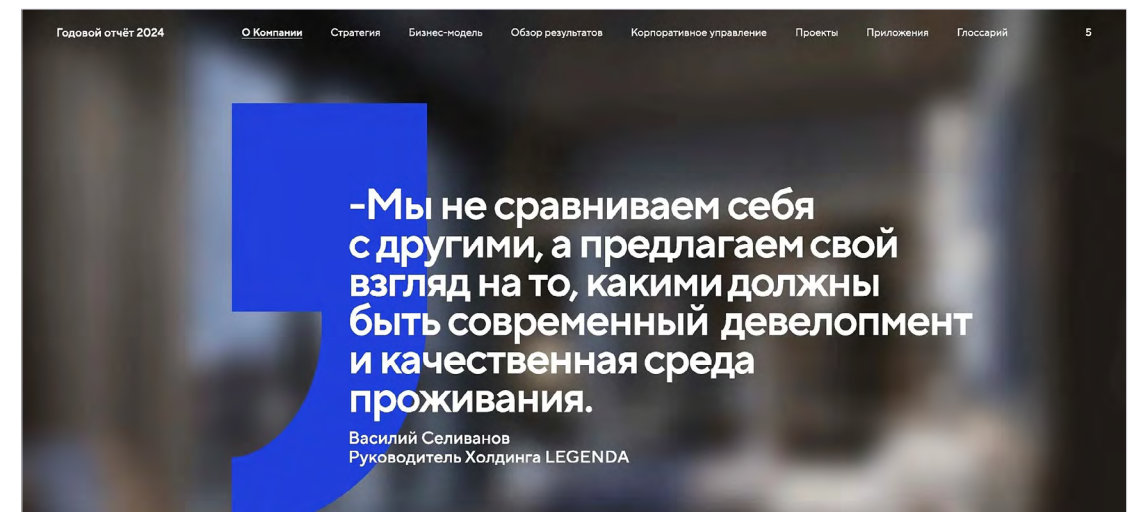 Годовой отчёт 2024 О Компании Стратегия Бизнес-модель Обзор результатов Корпоративное управление Проекты Приложения Глоссарий 5
-Мы не сравниваем себя
с другими, а предлагаем свой
взгляд на то, какими должны
быть современный девелопмент
и качественная среда
проживания.
Василий Селиванов
Руководитель Холдинга LEGENDA